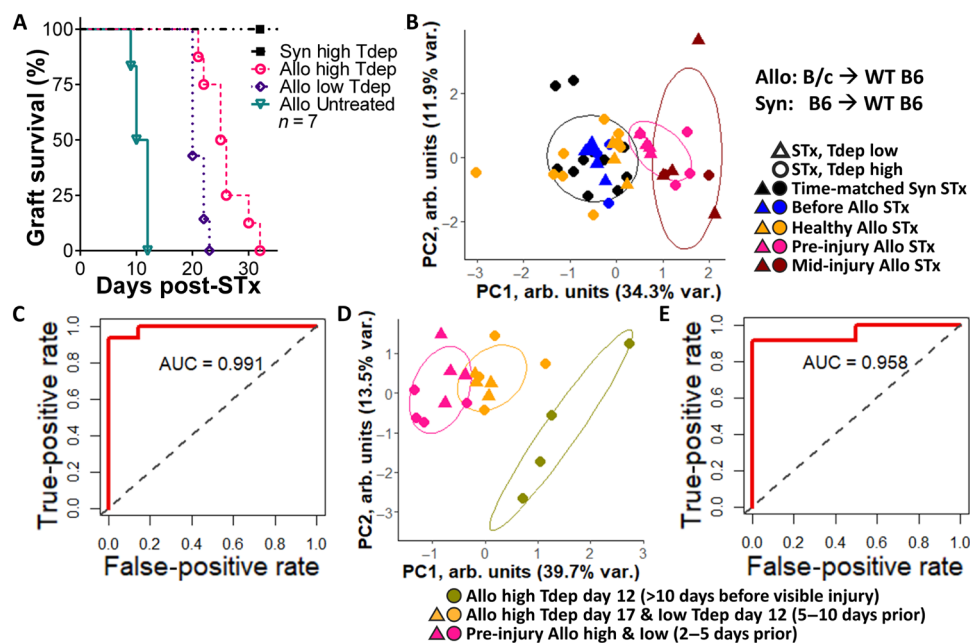 A
Graft survival (%)
100
75
50
25
0
0
10
20
30
Days post-STx
Syn high Tdep
Allo high Tdep
Allo low Tdep
Allo Untreated
n = 7
B
PC2, arb. units (11.9% var.)
2
0
-2
-3
-2
-1
0
1
2
PC1, arb. units (34.3% var.)
Allo: B/c → WT B6
Syn: B6 → WT B6
STx, Tdep low
STx, Tdep high
Time-matched Syn STx
Before Allo STx
Healthy Allo STx
Pre-injury Allo STx
Mid-injury Allo STx
C
True-positive rate
0.0
0.2
0.4
0.6
0.8
1.0
AUC = 0.991
0.0
0.2
0.4
0.6
0.8
1.0
False-positive rate
D
PC2, arb. units (13.5% var.)
1
0
-1
-2
-3
-1
0
1
2
3
PC1, arb. units (39.7% var.)
E
True-positive rate
0.0
0.2
0.4
0.6
0.8
1.0
AUC = 0.958
0.0
0.2
0.4
0.6
0.8
1.0
False-positive rate
Allo high Tdep day 12 (>10 days before visible injury)
Allo high Tdep day 17 & low Tdep day 12 (5–10 days prior)
Pre-injury Allo high & low (2–5 days prior)